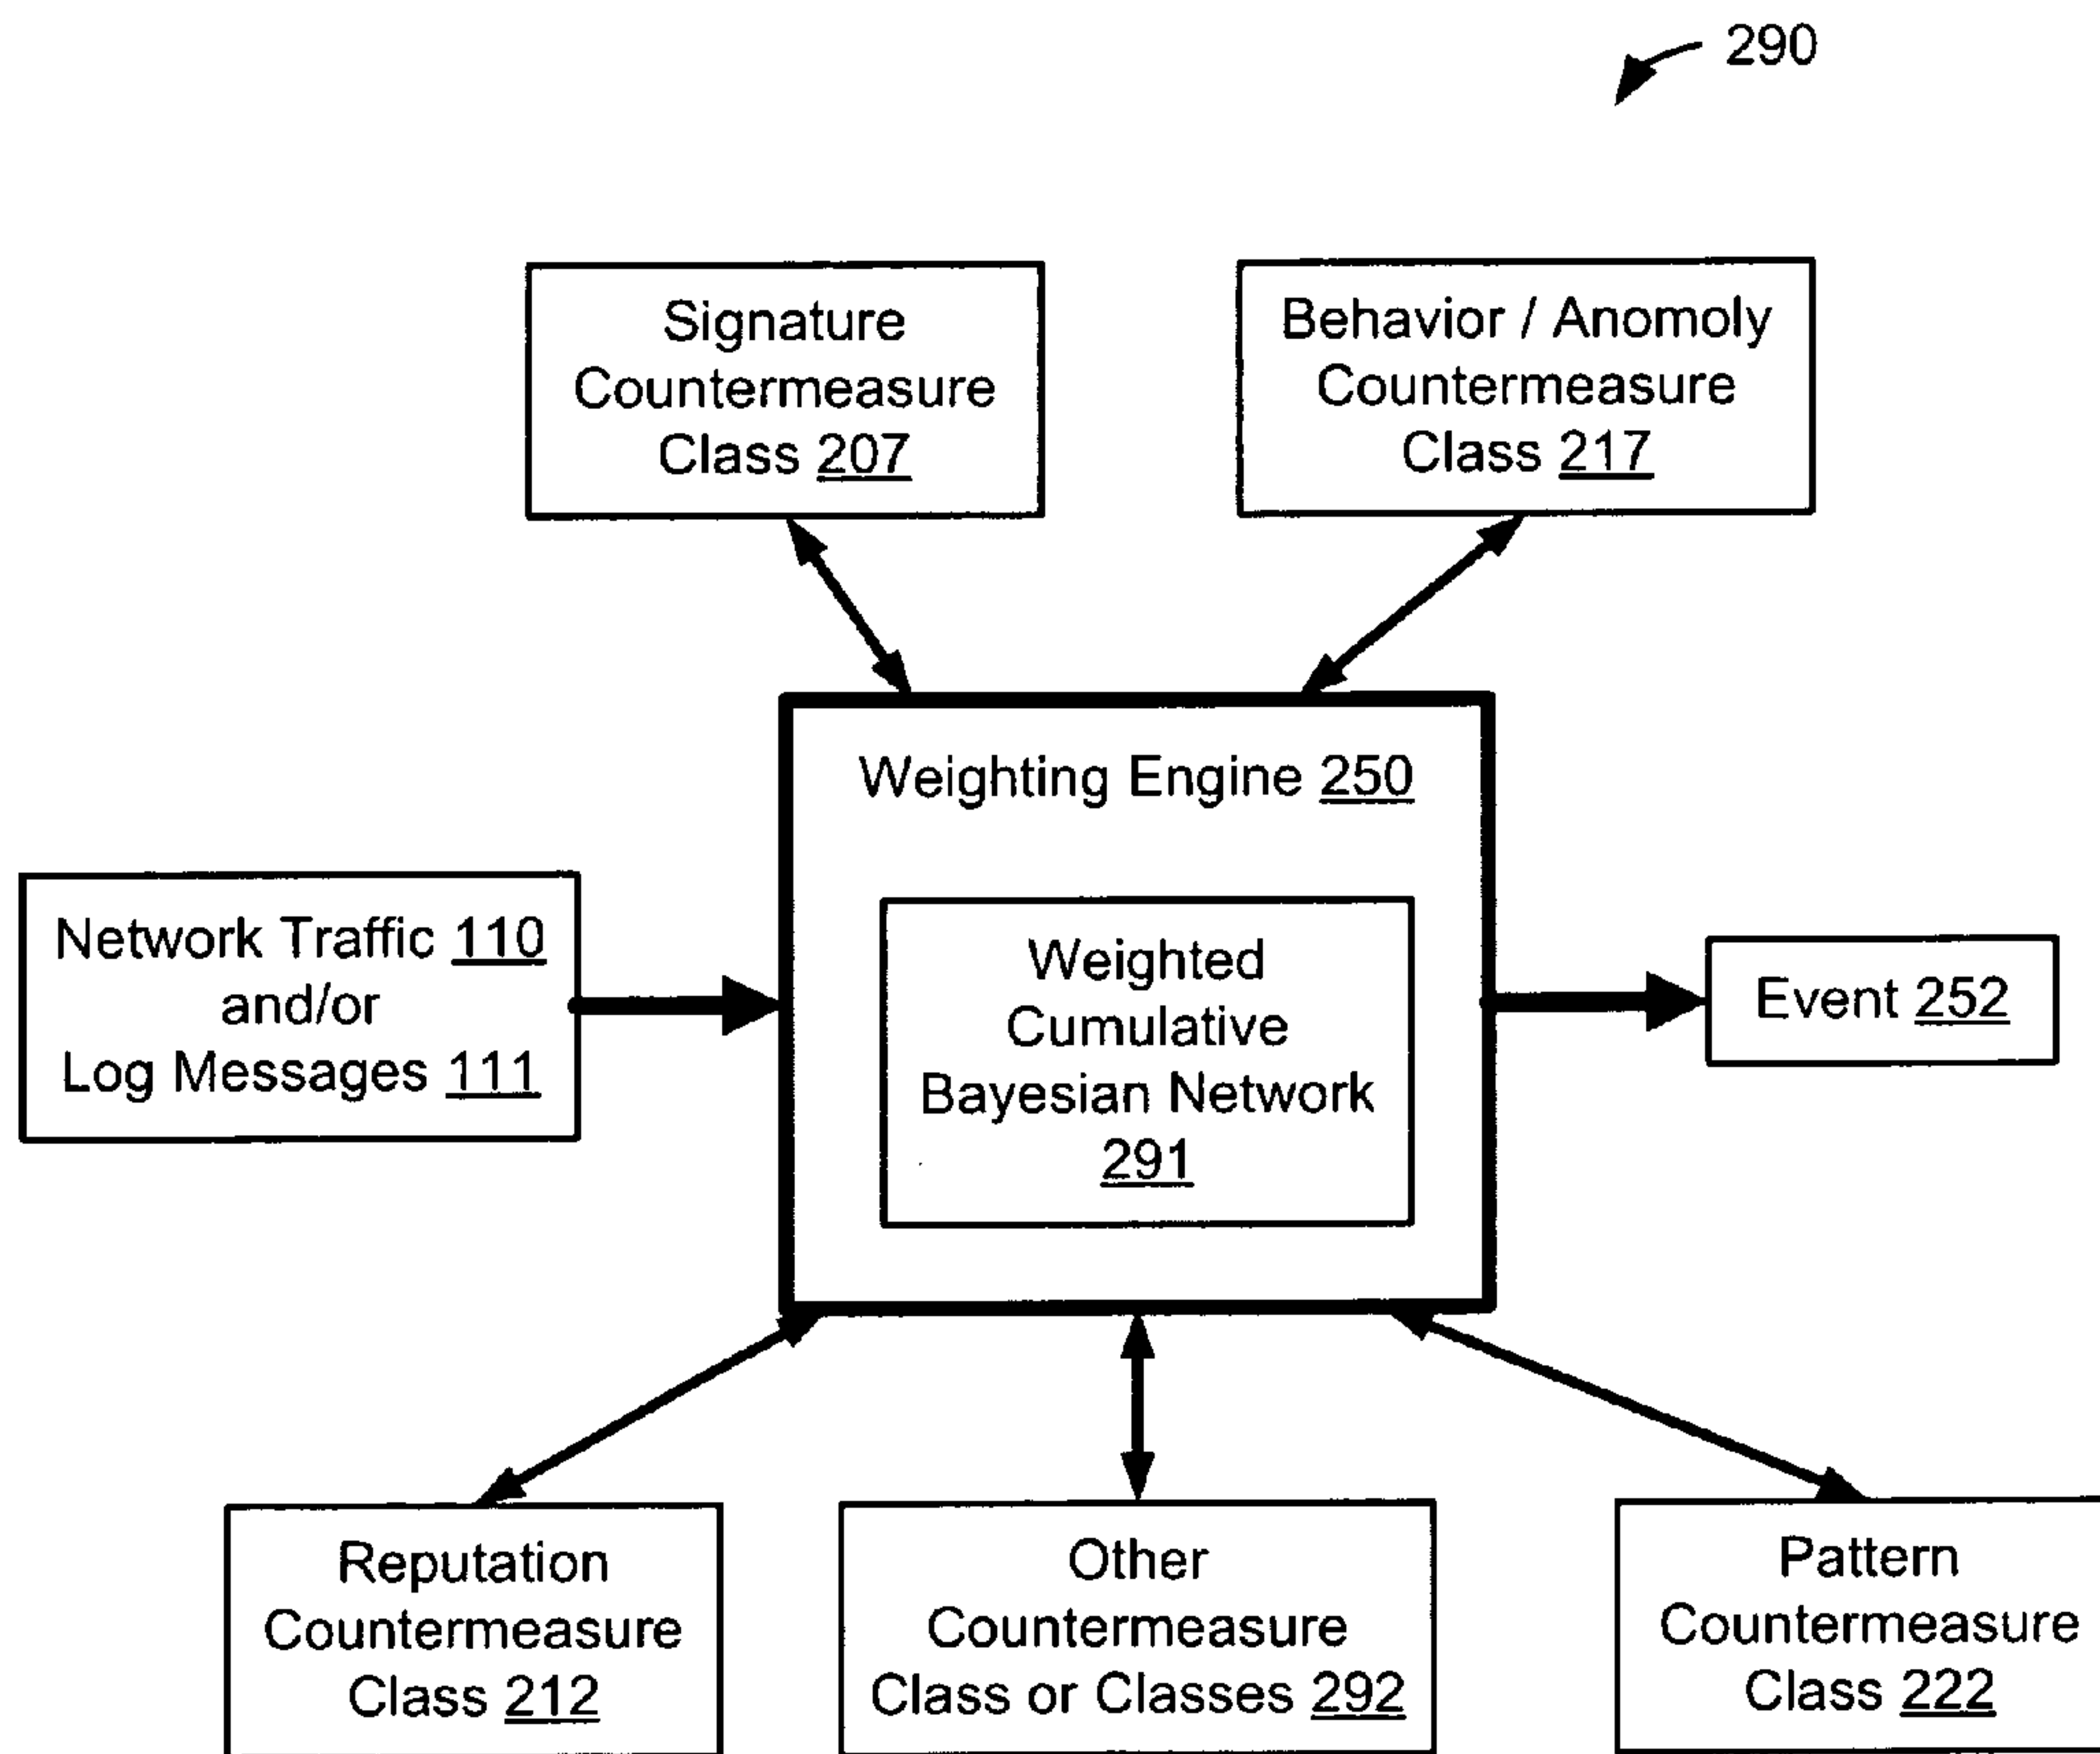 290
Signature
Countermeasure
Class 207
Behavior / Anomoly
Countermeasure
Class 217
Weighting Engine 250
Network Traffic 110
and/or
Log Messages 111
Weighted
Cumulative
Bayesian Network
291
Event 252
Reputation
Countermeasure
Class 212
Other
Countermeasure
Class or Classes 292
Pattern
Countermeasure
Class 222